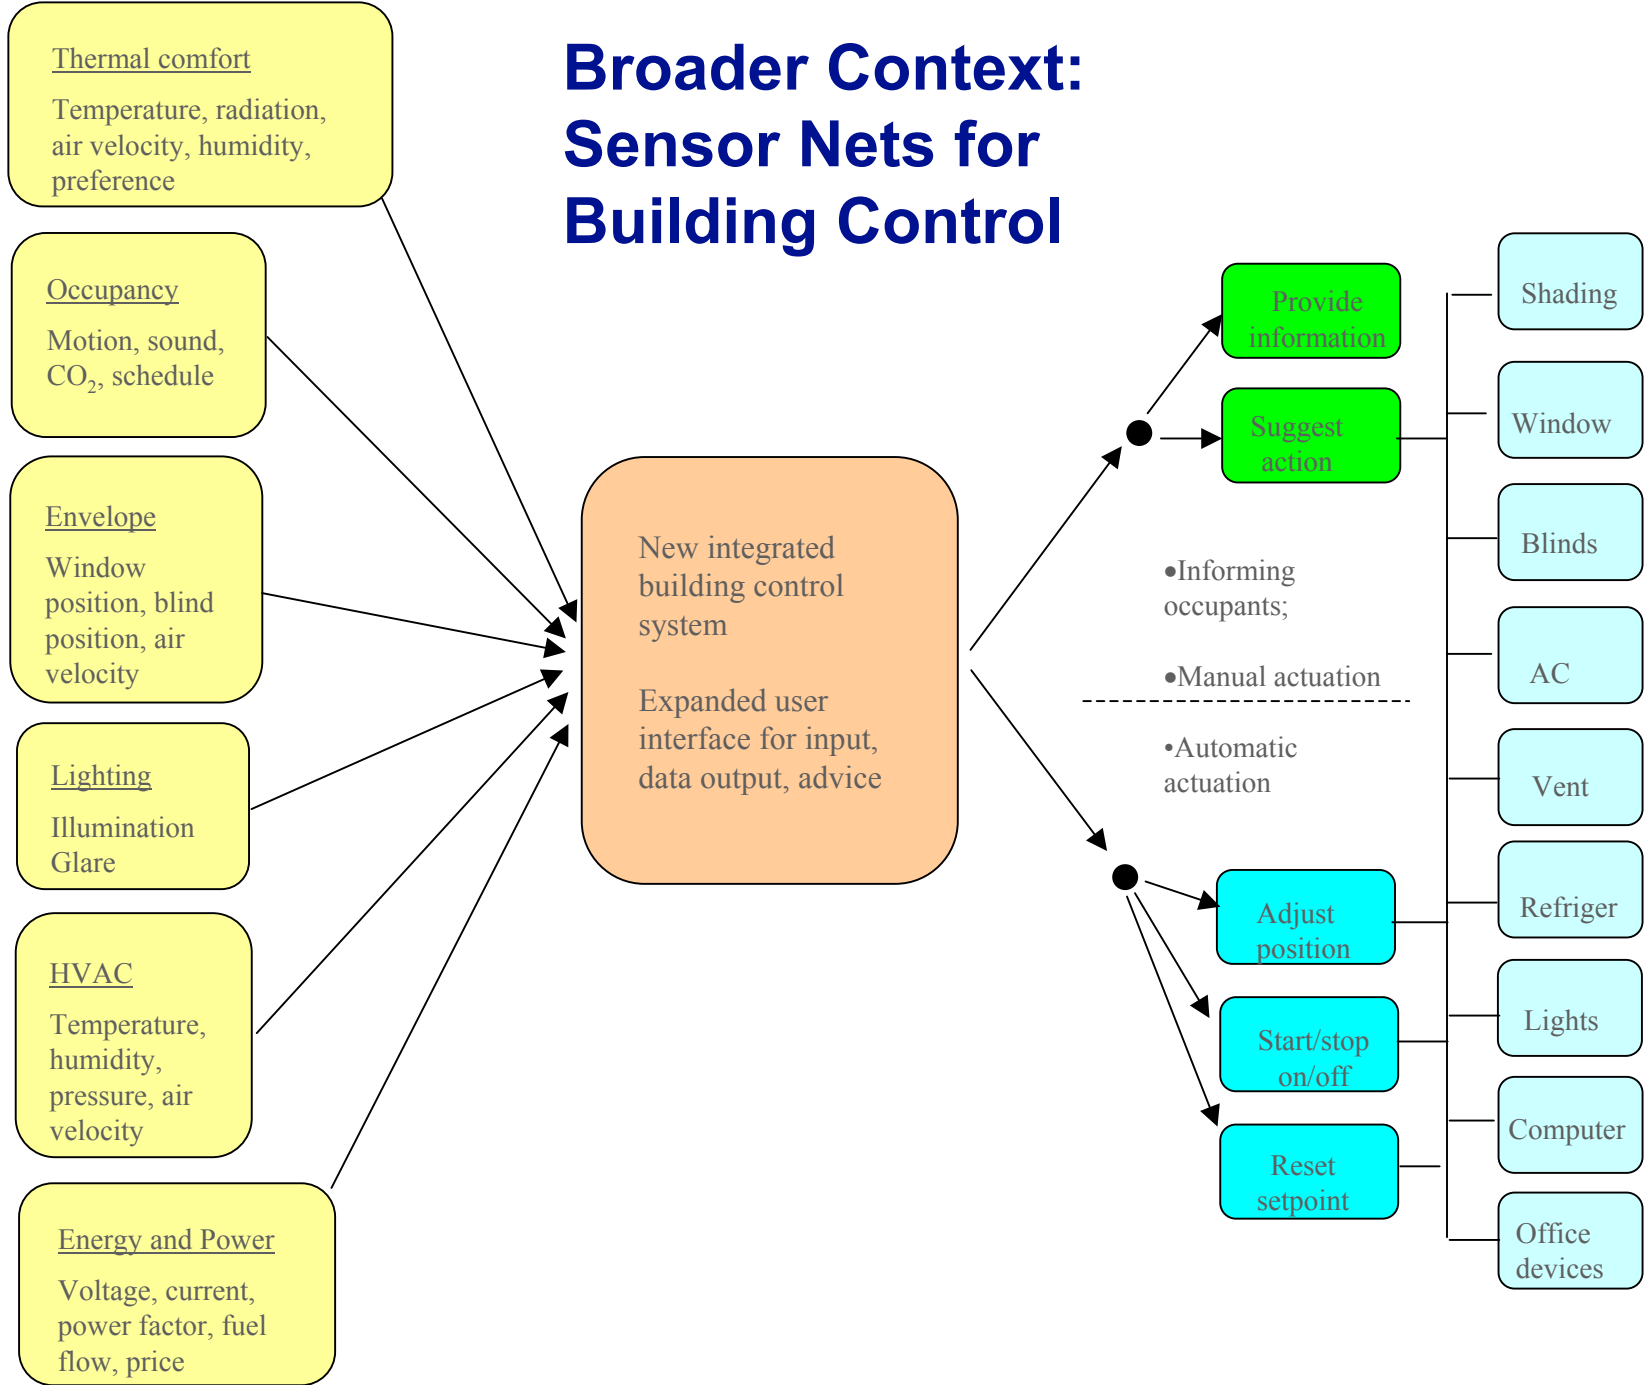 Broader Context:
Sensor Nets for
Building Control
Thermal comfort
Temperature, radiation,
air velocity, humidity,
preference
Occupancy
Motion, sound,
CO₂, schedule
Envelope
Window
position, blind
position, air
velocity
Lighting
Illumination
Glare
HVAC
Temperature,
humidity,
pressure, air
velocity
Energy and Power
Voltage, current,
power factor, fuel
flow, price
New integrated
building control
system
Expanded user
interface for input,
data output, advice
Provide
information
Suggest
action
•Informing
occupants;
•Manual actuation
•Automatic
actuation
Adjust
position
Start/stop
on/off
Reset
setpoint
Shading
Window
Blinds
AC
Vent
Refriger
Lights
Computer
Office
devices